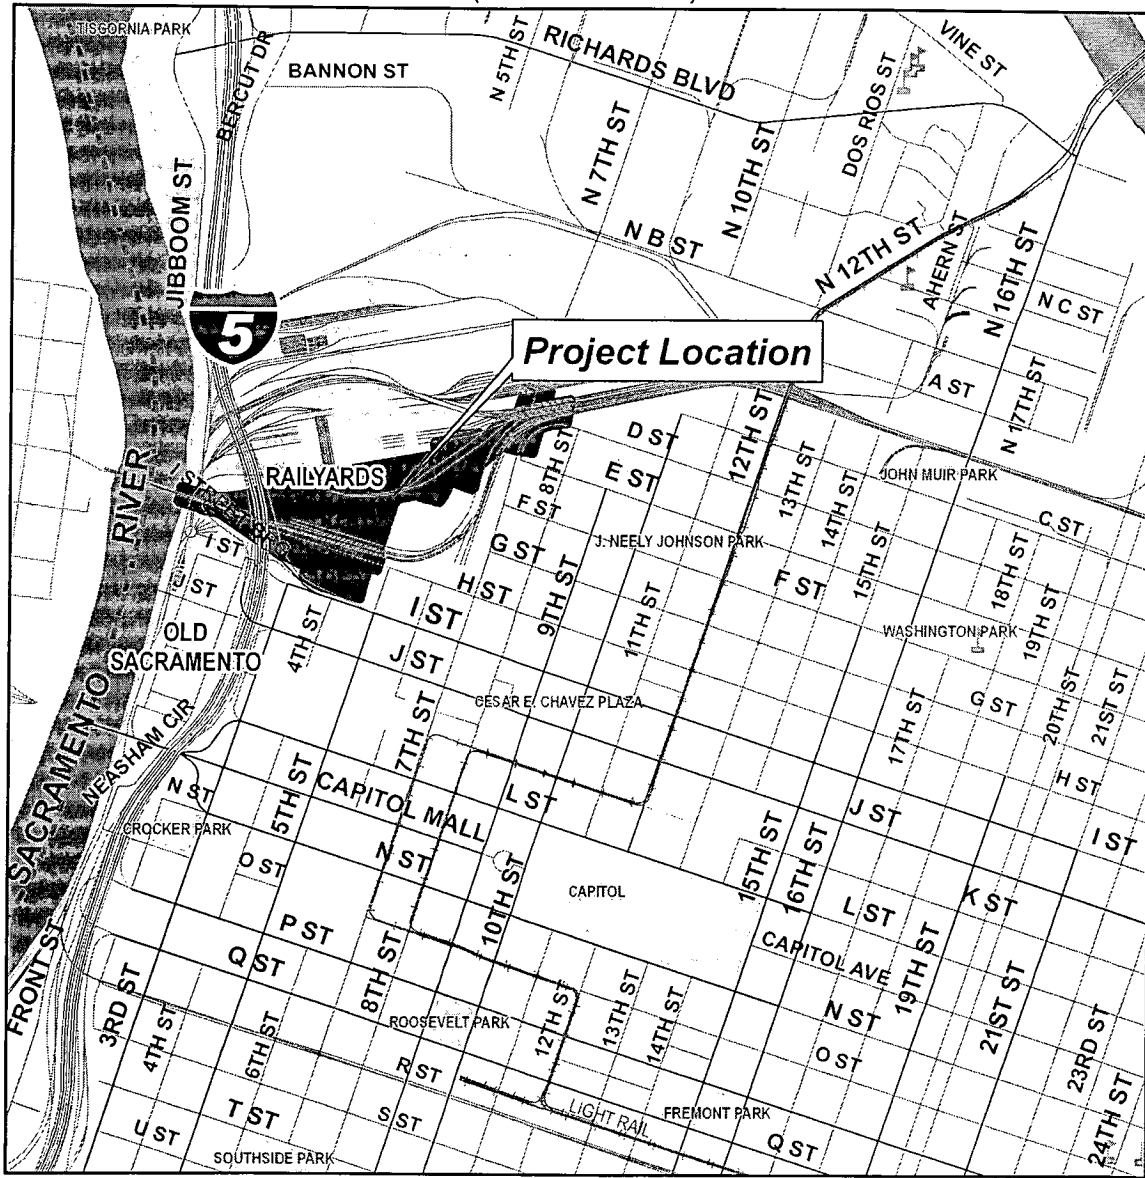 TISCORNIA PARK
VINE ST
RICHARDS BLVD
BERCUT DR
BANNON ST
N 5TH ST
DOS RIOS ST
N 7TH ST
N 10TH ST
JIBBOOM ST
N B ST
N 12TH ST
AHERN ST
N 16TH ST
N C ST
5
Project Location
A ST
N 17TH ST
12TH ST
D ST
E ST
8TH ST
13TH ST
14TH ST
JOHN MUIR PARK
RAILYARDS
RIVER
I ST
F ST
C ST
G ST
J. NEELY JOHNSON PARK
15TH ST
18TH ST
J ST
H ST
9TH ST
F ST
I ST
11TH ST
19TH ST
WASHINGTON PARK
OLD
SACRAMENTO
4TH ST
J ST
CESAR E. CHAVEZ PLAZA
17TH ST
G ST
20TH ST
21ST ST
SACRAMENTO
NEASHAM CIR
7TH ST
H ST
N ST
5TH ST
CAPITOL MALL
L ST
J ST
I ST
CROCKER PARK
O ST
N ST
10TH ST
CAPITOL
15TH ST
16TH ST
L ST
K ST
P ST
CAPITOL AVE
19TH ST
FRONT ST
Q ST
8TH ST
3RD ST
4TH ST
6TH ST
ROOSEVELT PARK
12TH ST
13TH ST
14TH ST
N ST
O ST
21ST ST
23RD ST
24TH ST
R ST
T ST
S ST
LIGHT RAIL
FREMONT PARK
Q ST
U ST
SOUTHSIDE PARK